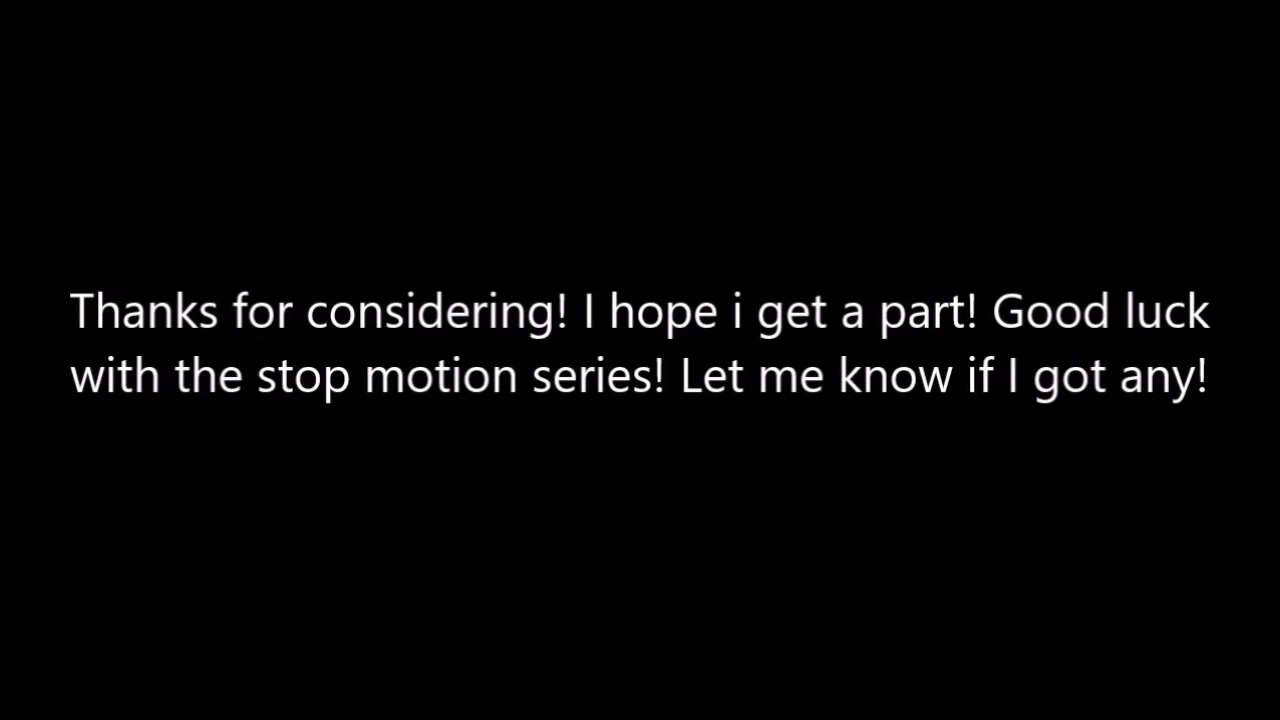 Thanks for considering! I hope i get a part! Good luck
with the stop motion series! Let me know if I got any!